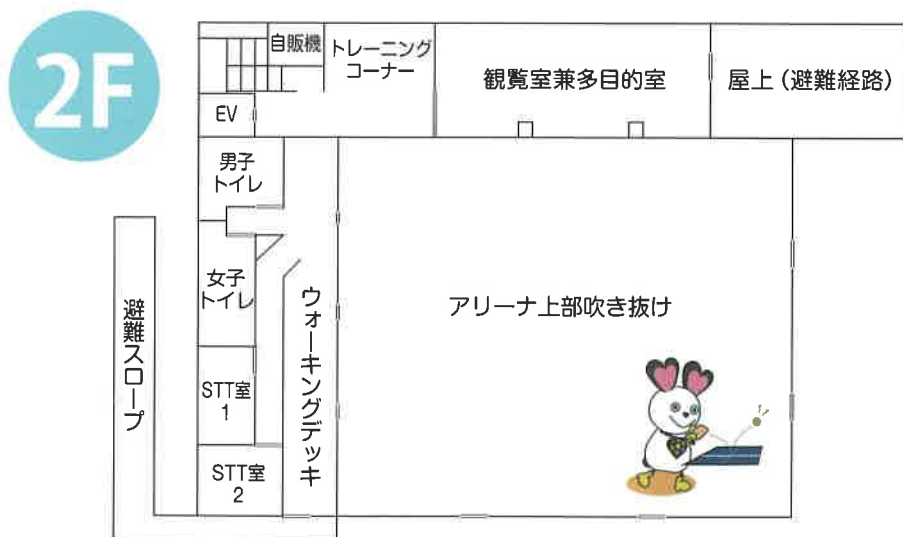 2F
自販機
トレーニング
コーナー
観覧室兼多目的室
屋上(避難経路)
EV
男子
トイレ
女子
トイレ
ウォーキングデッキ
アリーナ上部吹き抜け
避難スロープ
STT室
1
STT室
2